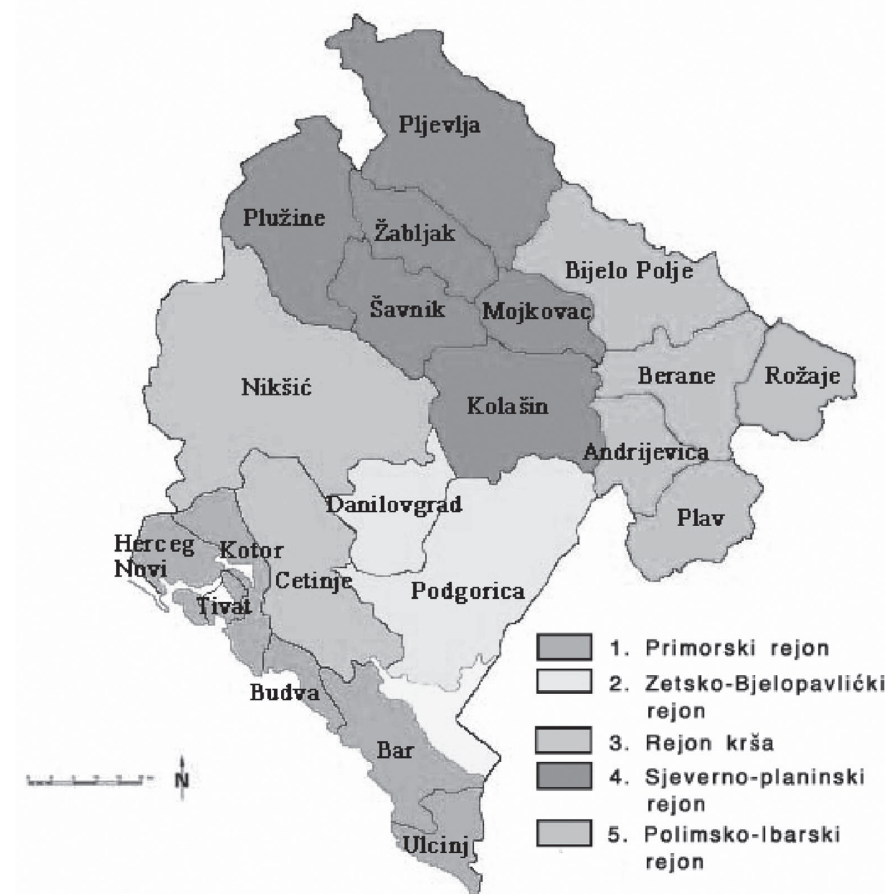 Pljevlja
Plužine
Žabljak
Bijelo Polje
Šavnik
Mojkovac
Nikšić
Kolašin
Berane
Rožaje
Andrijevica
Danilovgrad
Plav
Herceg
Novi
Kotor
Cetinje
Podgorica
Tivat
Budva
Bar
Ulcinj
N
1. Primorski rejon
2. Zetsko-Bjelopavlićki
rejon
3. Rejon krša
4. Sjeverno-planinski
rejon
5. Polimsko-Ibarski
rejon